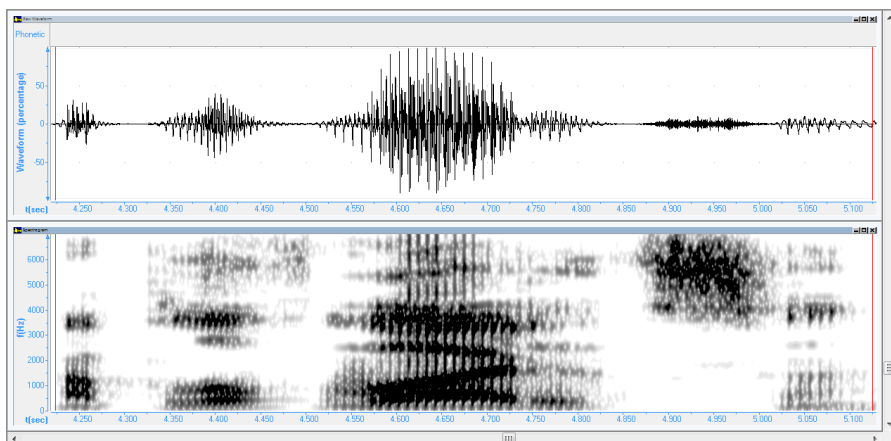 Raw Waveform
Phonetic
Waveform (percentage)
50
0
-50
t(sec) 4.250 4.300 4.350 4.400 4.450 4.500 4.550 4.600 4.650 4.700 4.750 4.800 4.850 4.900 4.950 5.000 5.050 5.100
Spectrogram
f(Hz)
6000
5000
4000
3000
2000
1000
0
t(sec) 4.250 4.300 4.350 4.400 4.450 4.500 4.550 4.600 4.650 4.700 4.750 4.800 4.850 4.900 4.950 5.000 5.050 5.100